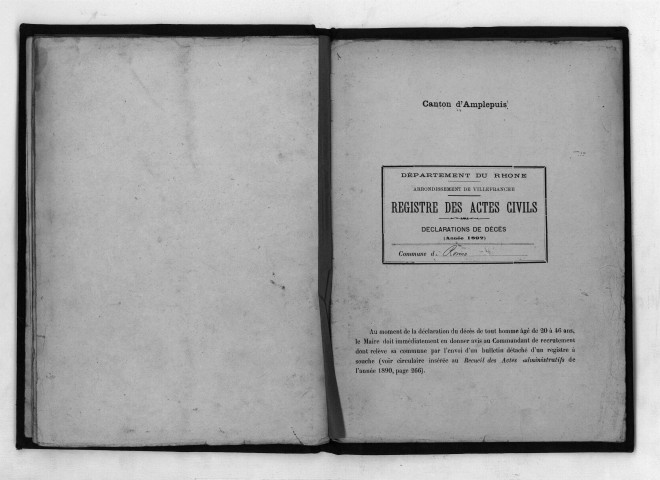 Canton d'Amplepuis
DÉPARTEMENT DU RHONE
ARRONDISSEMENT DE VILLEFRANCHE
REGISTRE DES ACTES CIVILS
DÉCLARATIONS DE DÉCÈS
(Année 1907)
Commune d. Ronno
Au moment de la déclaration du décès de tout homme âgé de 20 à 46 ans,
le Maire doit immédiatement en donner avis au Commandant de recrutement
dont relève sa commune par l'envoi d'un bulletin détaché d'un registre à
souche (voir circulaire insérée au Recueil des Actes administratifs de
l'année 1890, page 266).